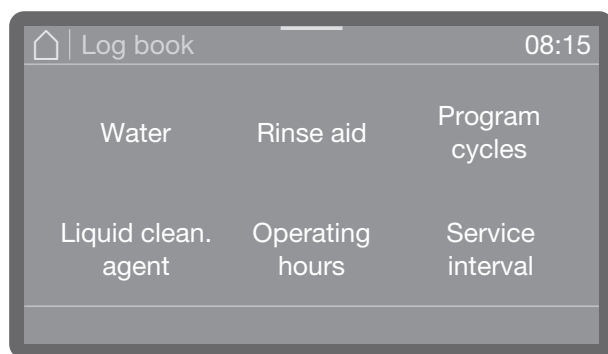 Log book 08:15
Water Rinse aid Program
cycles
Liquid clean. Operating Service
agent hours interval